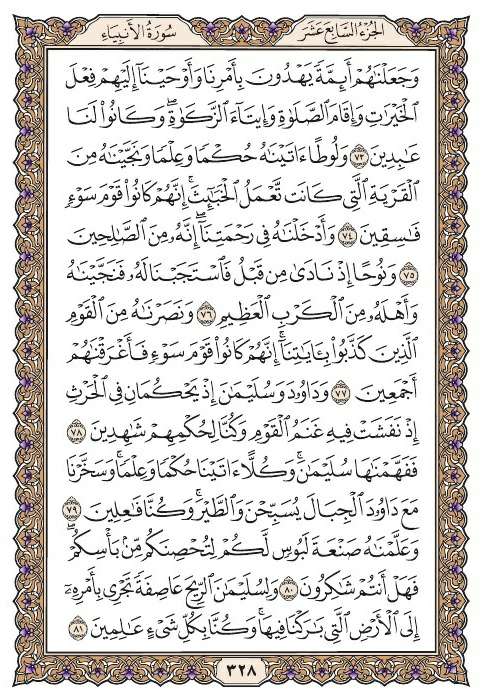 الجزء السابع عشر
سورة الأنبياء
وَجَعَلْنَٰهُمْ أَئِمَّةً يَهْدُونَ بِأَمْرِنَا وَأَوْحَيْنَآ إِلَيْهِمْ فِعْلَ
ٱلْخَيْرَٰتِ وَإِقَامَ ٱلصَّلَوٰةِ وَإِيتَآءَ ٱلزَّكَوٰةِ ۖ وَكَانُوا۟ لَنَا
عَٰبِدِينَ ٧٣ وَلُوطًا ءَاتَيْنَٰهُ حُكْمًا وَعِلْمًا وَنَجَّيْنَٰهُ مِنَ
ٱلْقَرْيَةِ ٱلَّتِى كَانَت تَّعْمَلُ ٱلْخَبَٰٓئِثَ ۗ إِنَّهُمْ كَانُوا۟ قَوْمَ سَوْءٍ
فَٰسِقِينَ ٧٤ وَأَدْخَلْنَٰهُ فِى رَحْمَتِنَآ ۖ إِنَّهُۥ مِنَ ٱلصَّٰلِحِينَ
٧٥ وَنُوحًا إِذْ نَادَىٰ مِن قَبْلُ فَٱسْتَجَبْنَا لَهُۥ فَنَجَّيْنَٰهُ
وَأَهْلَهُۥ مِنَ ٱلْكَرْبِ ٱلْعَظِيمِ ٧٦ وَنَصَرْنَٰهُ مِنَ ٱلْقَوْمِ
ٱلَّذِينَ كَذَّبُوا۟ بِـَٔايَٰتِنَآ ۚ إِنَّهُمْ كَانُوا۟ قَوْمَ سَوْءٍ فَأَغْرَقْنَٰهُمْ
أَجْمَعِينَ ٧٧ وَدَاوُۥدَ وَسُلَيْمَٰنَ إِذْ يَحْكُمَانِ فِى ٱلْحَرْثِ
إِذْ نَفَشَتْ فِيهِ غَنَمُ ٱلْقَوْمِ وَكُنَّا لِحُكْمِهِمْ شَٰهِدِينَ ٧٨
فَفَهَّمْنَٰهَا سُلَيْمَٰنَ ۚ وَكُلًّا ءَاتَيْنَا حُكْمًا وَعِلْمًا ۚ وَسَخَّرْنَا
مَعَ دَاوُۥدَ ٱلْجِبَالَ يُسَبِّحْنَ وَٱلطَّيْرَ ۚ وَكُنَّا فَٰعِلِينَ ٧٩
وَعَلَّمْنَٰهُ صَنْعَةَ لَبُوسٍ لَّكُمْ لِتُحْصِنَكُم مِّنۢ بَأْسِكُمْ ۖ
فَهَلْ أَنتُمْ شَٰكِرُونَ ٨٠ وَلِسُلَيْمَٰنَ ٱلرِّيحَ عَاصِفَةً تَجْرِى بِأَمْرِهِۦٓ
إِلَى ٱلْأَرْضِ ٱلَّتِى بَٰرَكْنَا فِيهَا ۚ وَكُنَّا بِكُلِّ شَىْءٍ عَٰلِمِينَ ٨١
٣٢٨